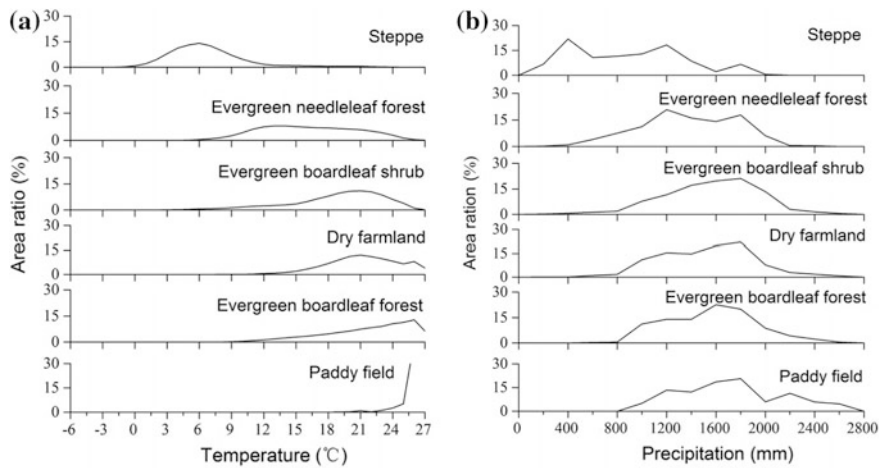 (a)
30
15
0
Steppe
30
15
0
Evergreen needleleaf forest
30
15
0
Evergreen boardleaf shrub
30
15
0
Dry farmland
30
15
0
Evergreen boardleaf forest
30
15
0
Paddy field
Area ratio (%)
-6 -3 0 3 6 9 12 15 18 21 24 27
Temperature (℃)
(b)
30
15
0
Steppe
30
15
0
Evergreen needleleaf forest
30
15
0
Evergreen boardleaf shrub
30
15
0
Dry farmland
30
15
0
Evergreen boardleaf forest
30
15
0
Paddy field
Area ration (%)
0 400 800 1200 1600 2000 2400 2800
Precipitation (mm)